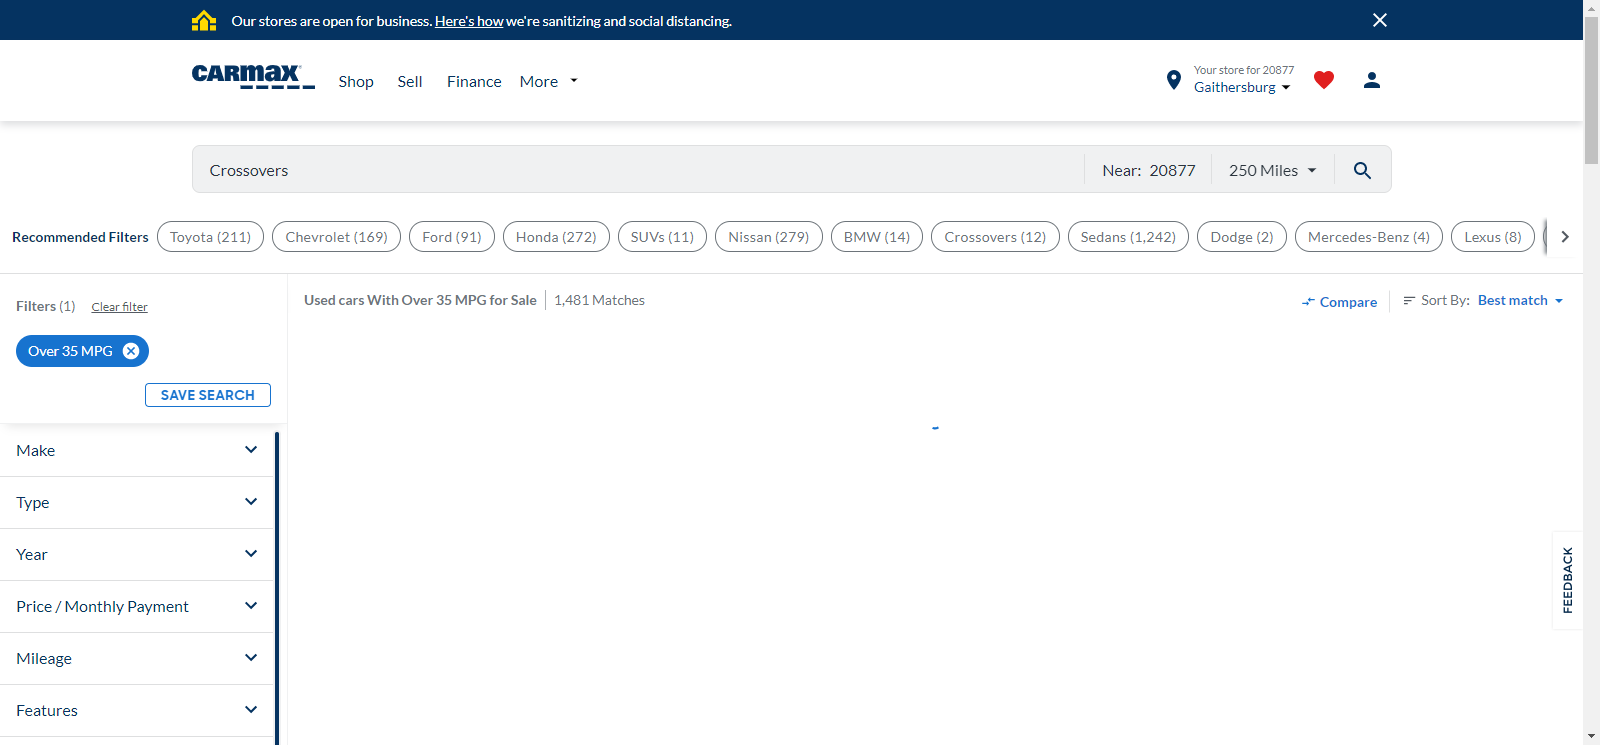 Our stores are open for business. Here's how we're sanitizing and social distancing.
CARMAX
Shop Sell Finance More
Your store for 20877
Gaithersburg
Crossovers Near: 20877 250 Miles
Recommended Filters Toyota (211) Chevrolet (169) Ford (91) Honda (272) SUVs (11) Nissan (279) BMW (14) Crossovers (12) Sedans (1,242) Dodge (2) Mercedes-Benz (4) Lexus (8)
Filters (1) Clear filter
Used cars With Over 35 MPG for Sale 1,481 Matches
Compare Sort By: Best match
Over 35 MPG
SAVE SEARCH
Make
Type
Year
Price / Monthly Payment
Mileage
Features
FEEDBACK